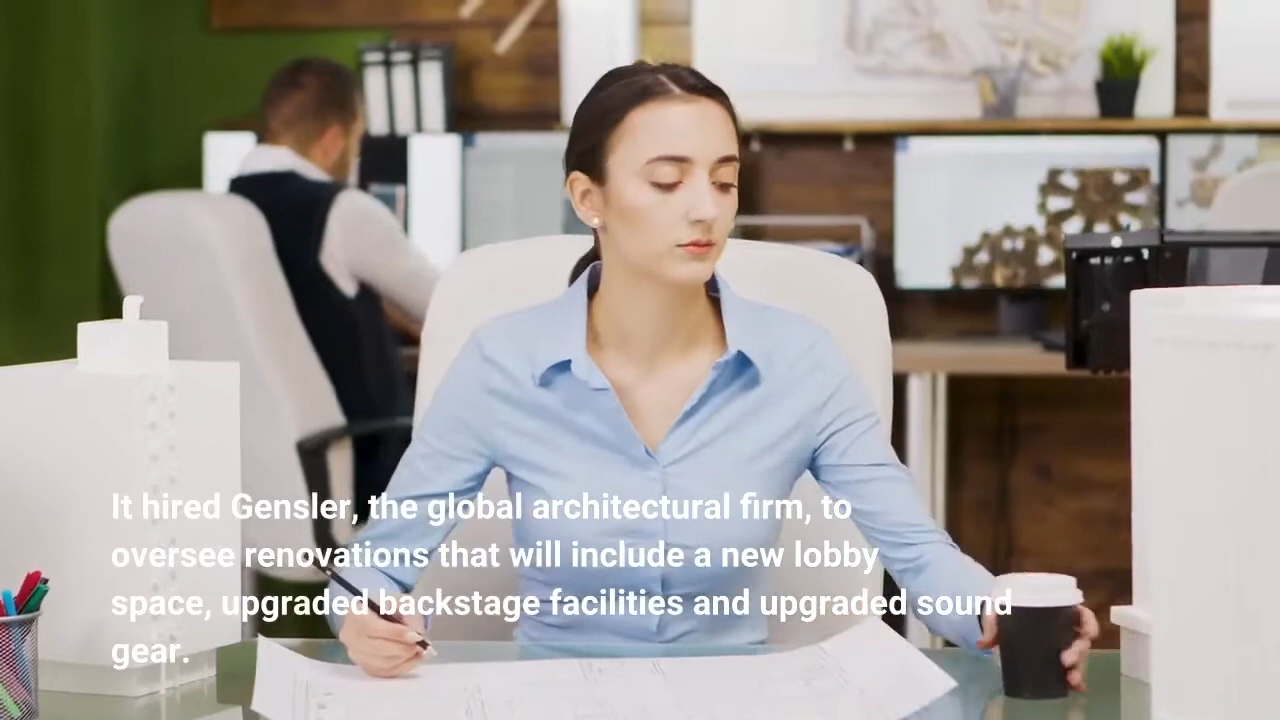 It hired Gensler, the global architectural firm, to
oversee renovations that will include a new lobby
space, upgraded backstage facilities and upgraded sound
gear.